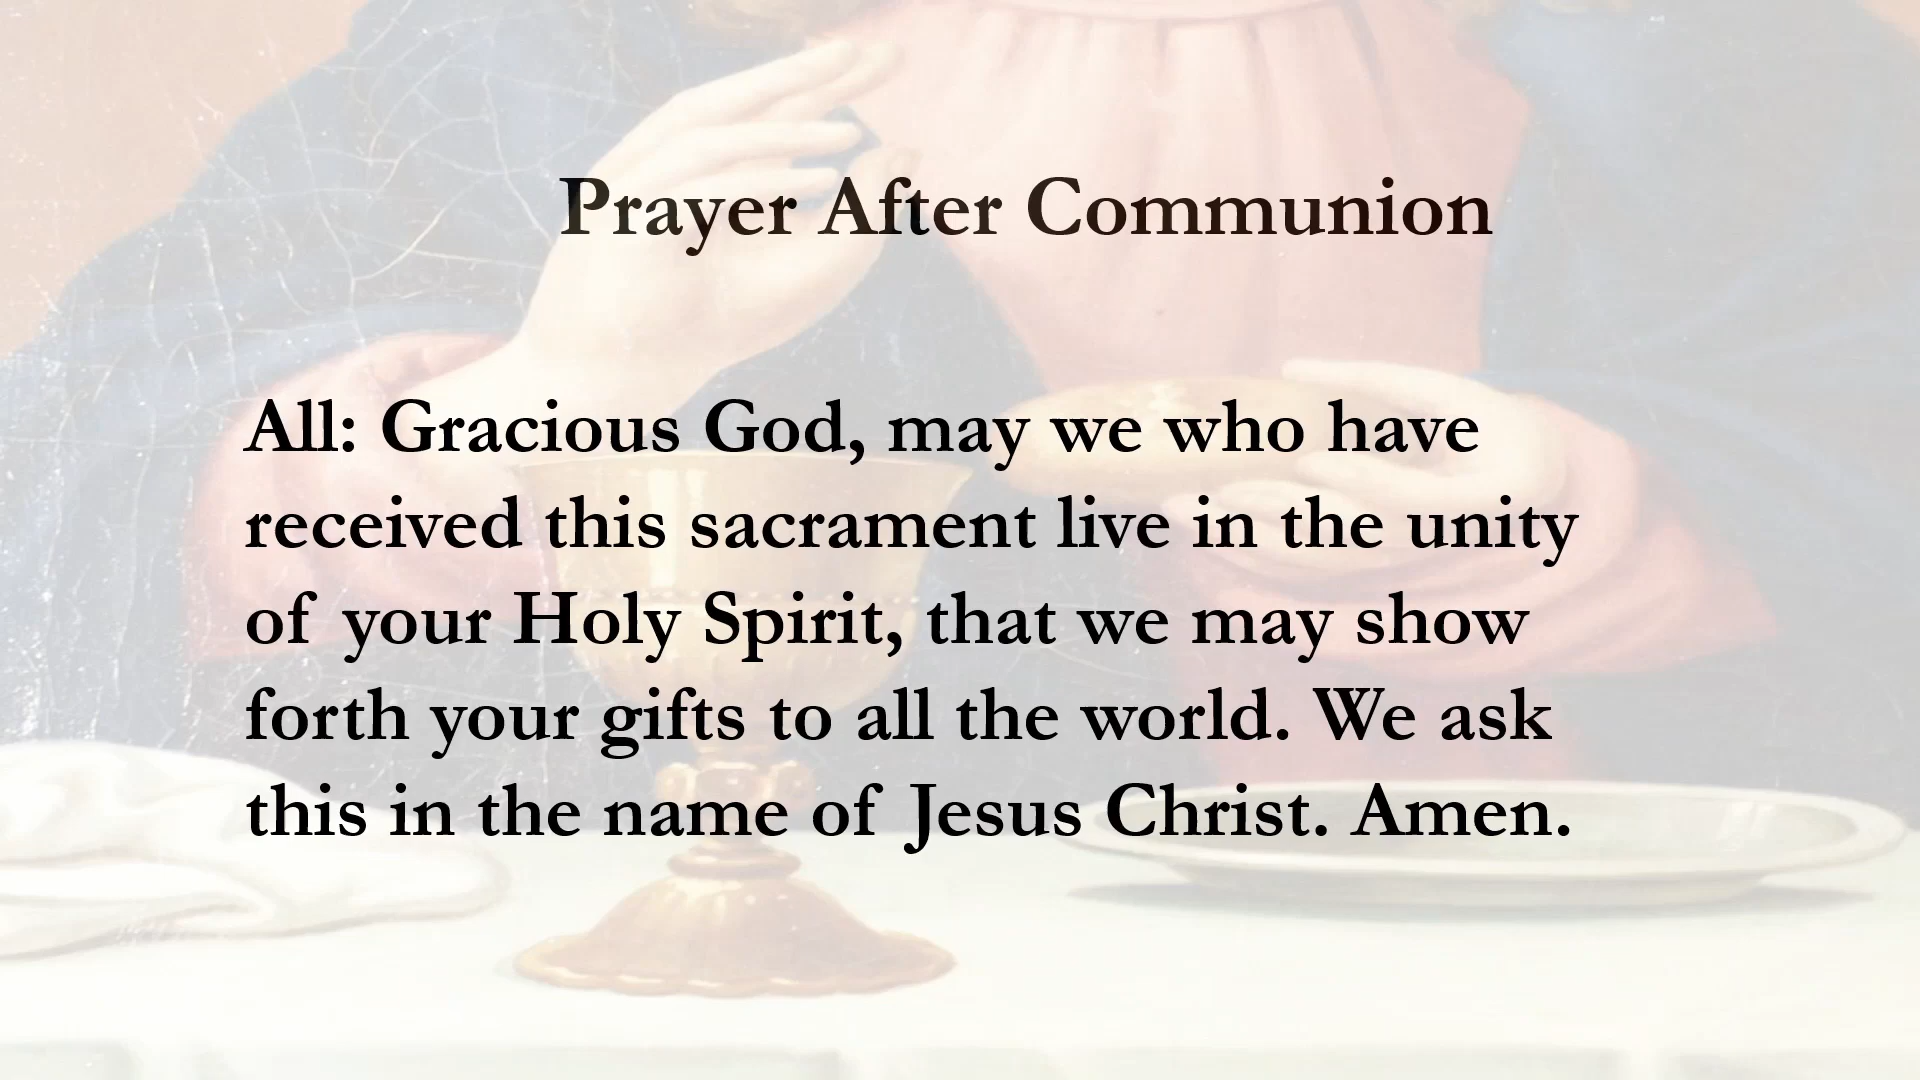 Prayer After Communion
All: Gracious God, may we who have
received this sacrament live in the unity
of your Holy Spirit, that we may show
forth your gifts to all the world. We ask
this in the name of Jesus Christ. Amen.